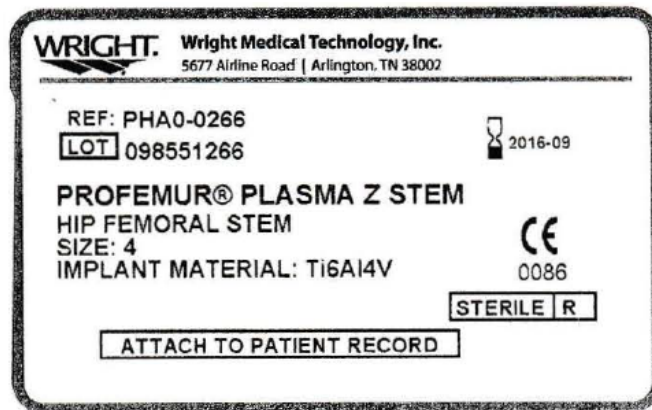 WRIGHT. Wright Medical Technology, Inc.
5677 Airline Road | Arlington, TN 38002
REF: PHA0-0266
LOT 098551266
2016-09
PROFEMUR® PLASMA Z STEM
HIP FEMORAL STEM
SIZE: 4
IMPLANT MATERIAL: Ti6Al4V
CE
0086
STERILE R
ATTACH TO PATIENT RECORD